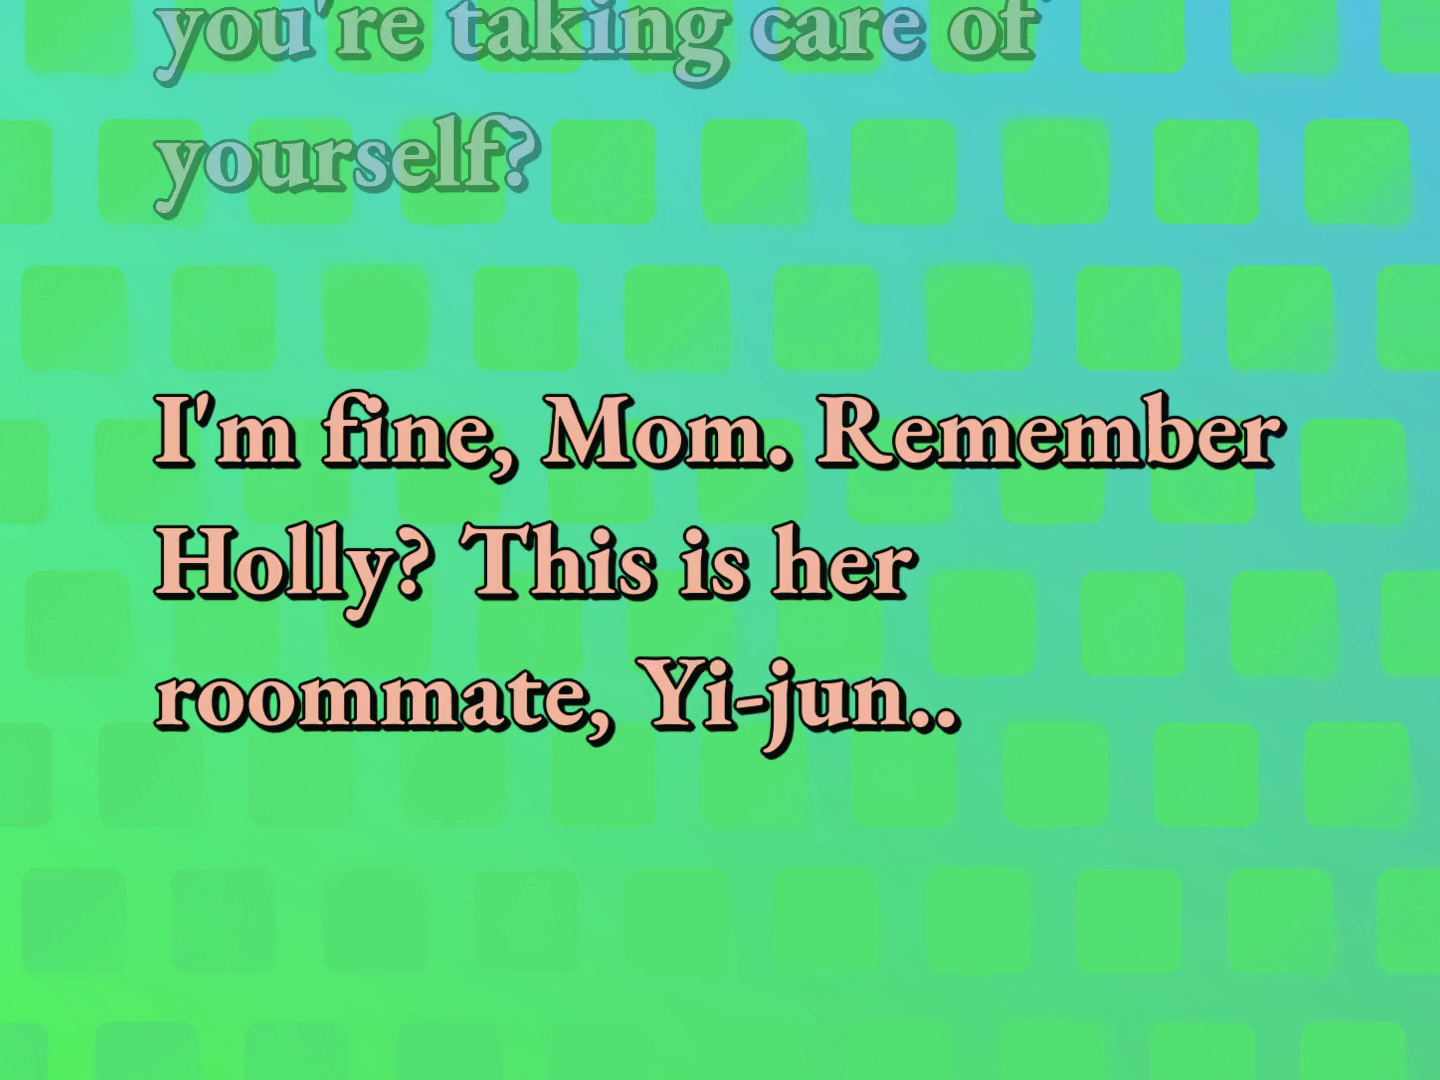 you're taking care of
yourself?
I'm fine, Mom. Remember
Holly? This is her
roommate, Yi-jun..